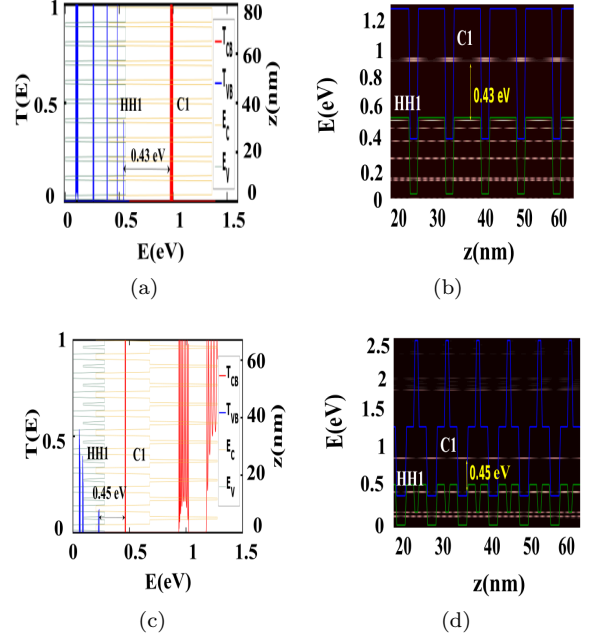 1
0.5
0
T(E)
HH1
C1
0.43 eV
T_CB
T_VB
E_C
E_V
80
60
40
20
0
z(nm)
0 0.5 1 1.5
E(eV)
(a)
1.2
1
0.8
0.6
0.4
0.2
0
E(eV)
C1
0.43 eV
HH1
20 30 40 50 60
z(nm)
(b)
1
0.5
0
T(E)
HH1
C1
0.45 eV
T_CB
T_VB
E_C
E_V
60
40
20
0
z(nm)
0 0.5 1 1.5
E(eV)
(c)
2.5
2
1.5
1
0.5
0
E(eV)
C1
HH1
0.45 eV
20 30 40 50 60
z(nm)
(d)